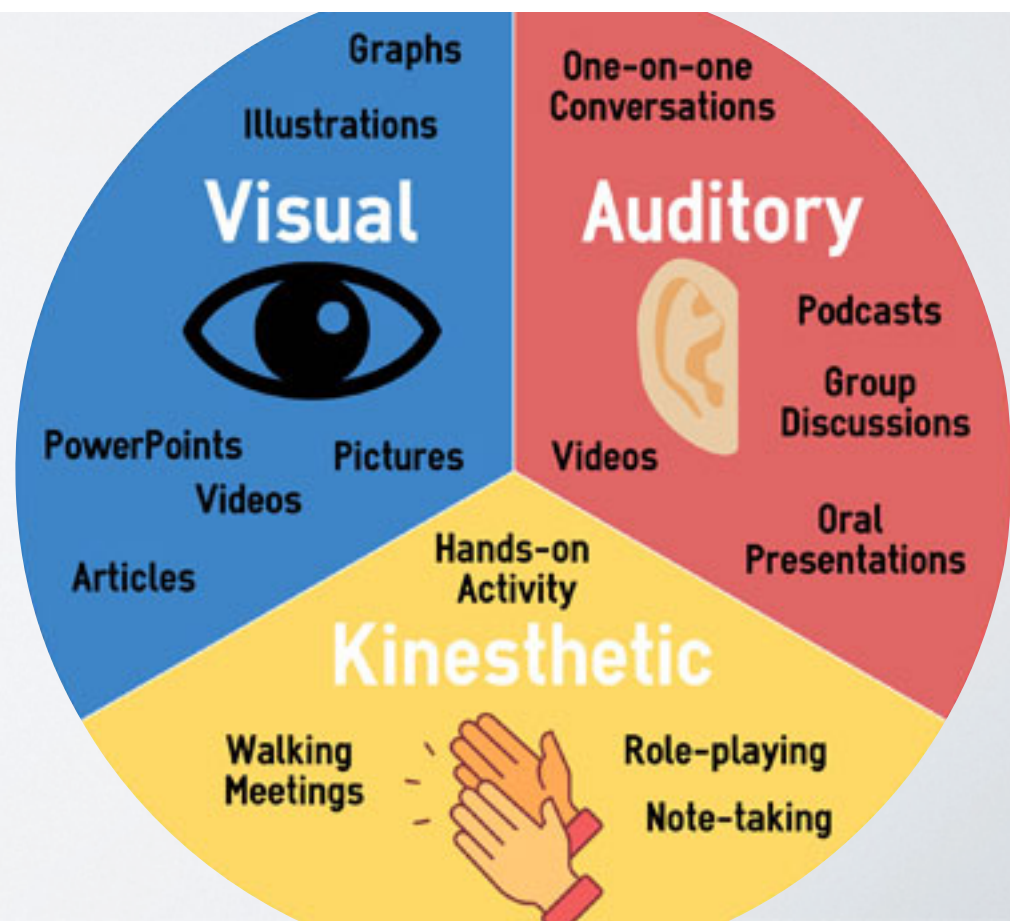 Graphs
Illustrations
Visual
PowerPoints
Pictures
Videos
Articles
One-on-one
Conversations
Auditory
Podcasts
Group
Discussions
Videos
Oral
Presentations
Hands-on
Activity
Kinesthetic
Walking
Meetings
Role-playing
Note-taking